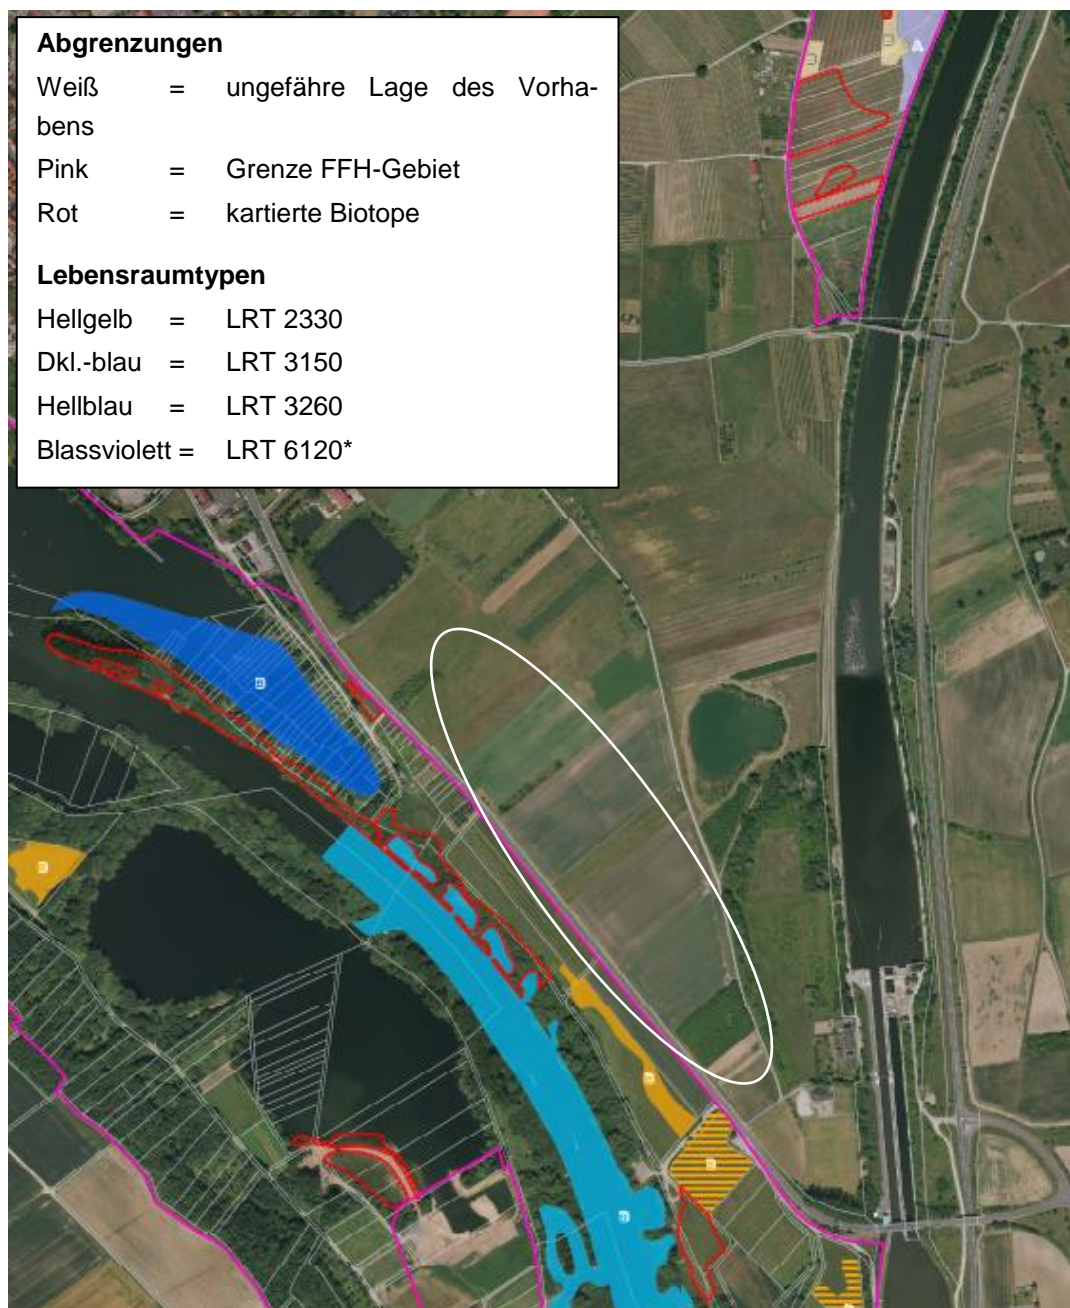 Abgrenzungen
Weiß = ungefähre Lage des Vorha-
bens
Pink = Grenze FFH-Gebiet
Rot = kartierte Biotope
Lebensraumtypen
Hellgelb = LRT 2330
Dkl.-blau = LRT 3150
Hellblau = LRT 3260
Blassviolett = LRT 6120*
A
B